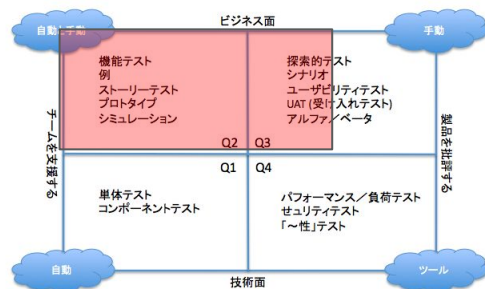 ビジネス面
自動と手動
手動
機能テスト
例
ストーリーテスト
プロトタイプ
シミュレーション
探索的テスト
シナリオ
ユーザビリティテスト
UAT (受け入れテスト)
アルファ／ベータ
チームを支援する
製品を批評する
Q2
Q3
Q1
Q4
単体テスト
コンポーネントテスト
パフォーマンス／負荷テスト
セュリティテスト
「～性」テスト
自動
ツール
技術面